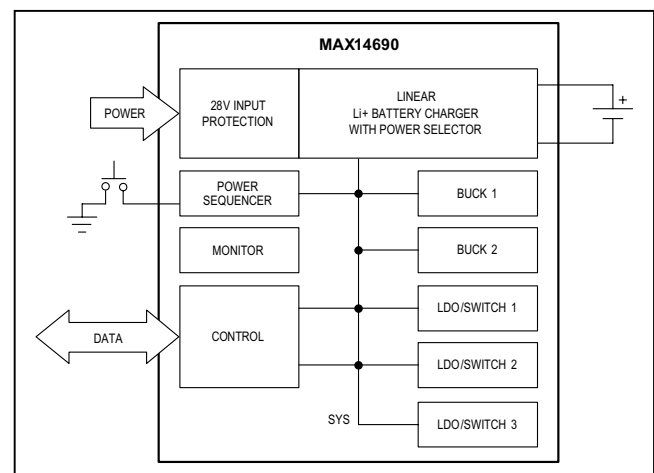 MAX14690
POWER
28V INPUT
PROTECTION
LINEAR
Li+ BATTERY CHARGER
WITH POWER SELECTOR
+
POWER
SEQUENCER
BUCK 1
MONITOR
BUCK 2
DATA
CONTROL
LDO/SWITCH 1
LDO/SWITCH 2
SYS
LDO/SWITCH 3